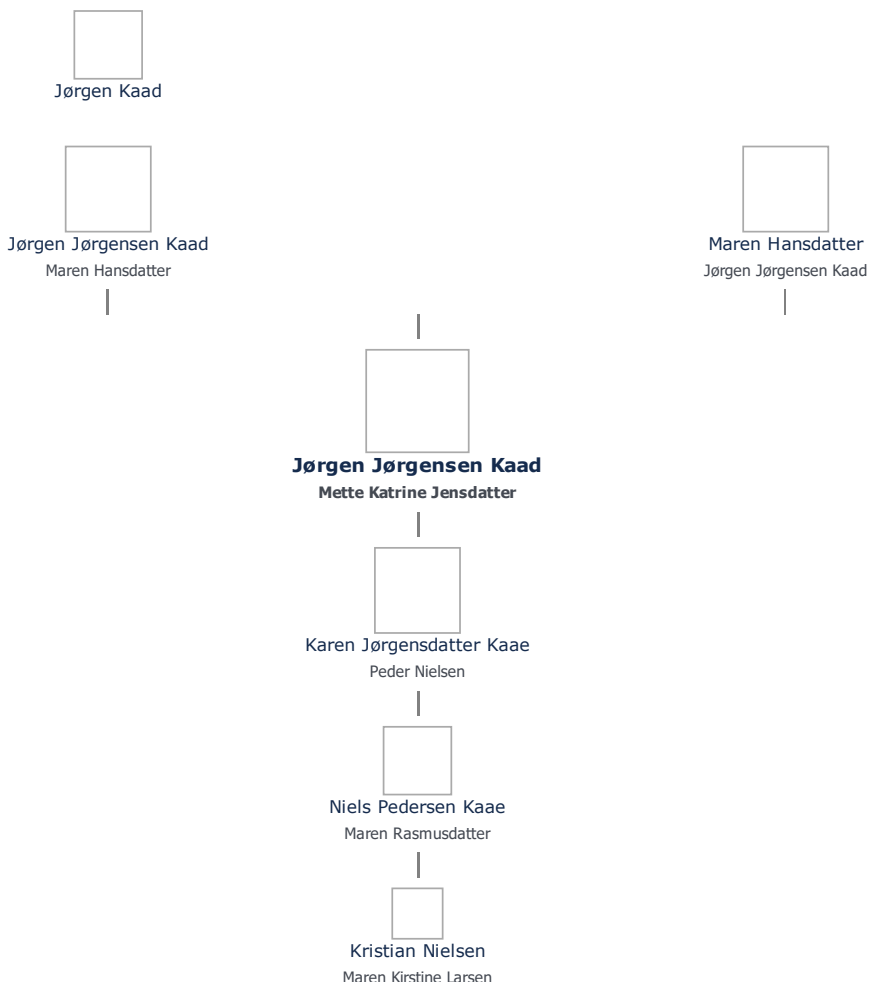 Jørgen Kaad
Jørgen Jørgensen Kaad
Maren Hansdatter
Maren Hansdatter
Jørgen Jørgensen Kaad
Jørgen Jørgensen Kaad
Mette Katrine Jensdatter
Karen Jørgensdatter Kaae
Peder Nielsen
Niels Pedersen Kaae
Maren Rasmusdatter
Kristian Nielsen
Maren Kirstine Larsen